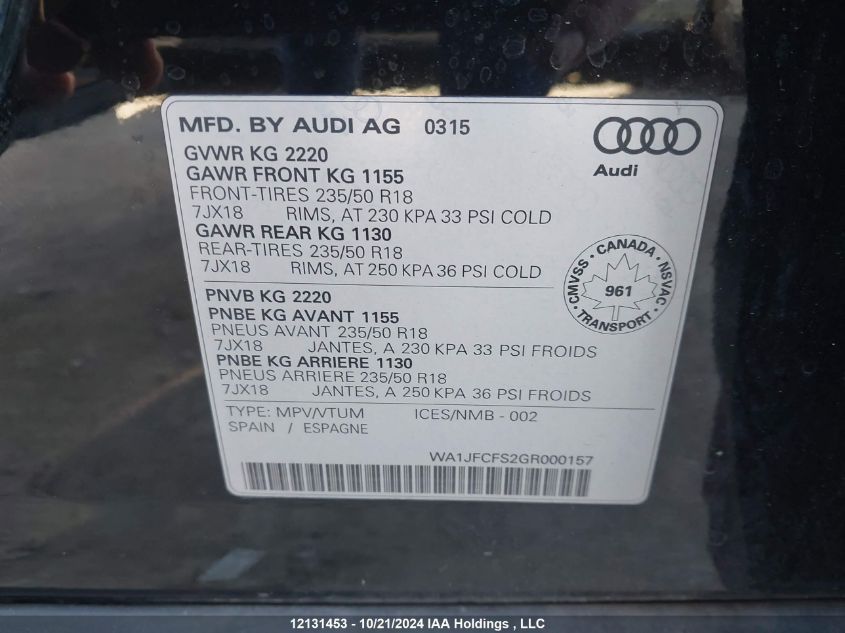 MFD. BY AUDI AG 0315
Audi
GVWR KG 2220
GAWR FRONT KG 1155
FRONT-TIRES 235/50 R18
7JX18 RIMS, AT 230 KPA 33 PSI COLD
GAWR REAR KG 1130
REAR-TIRES 235/50 R18
7JX18 RIMS, AT 250 KPA 36 PSI COLD
CMVSS · CANADA · NSVAC
961
TRANSPORT
PNVB KG 2220
PNBE KG AVANT 1155
PNEUS AVANT 235/50 R18
7JX18 JANTES, A 230 KPA 33 PSI FROIDS
PNBE KG ARRIERE 1130
PNEUS ARRIERE 235/50 R18
7JX18 JANTES, A 250 KPA 36 PSI FROIDS
TYPE: MPV/VTUM ICES/NMB - 002
SPAIN / ESPAGNE
WA1JFCFS2GR000157
12131453 - 10/21/2024 IAA Holdings , LLC